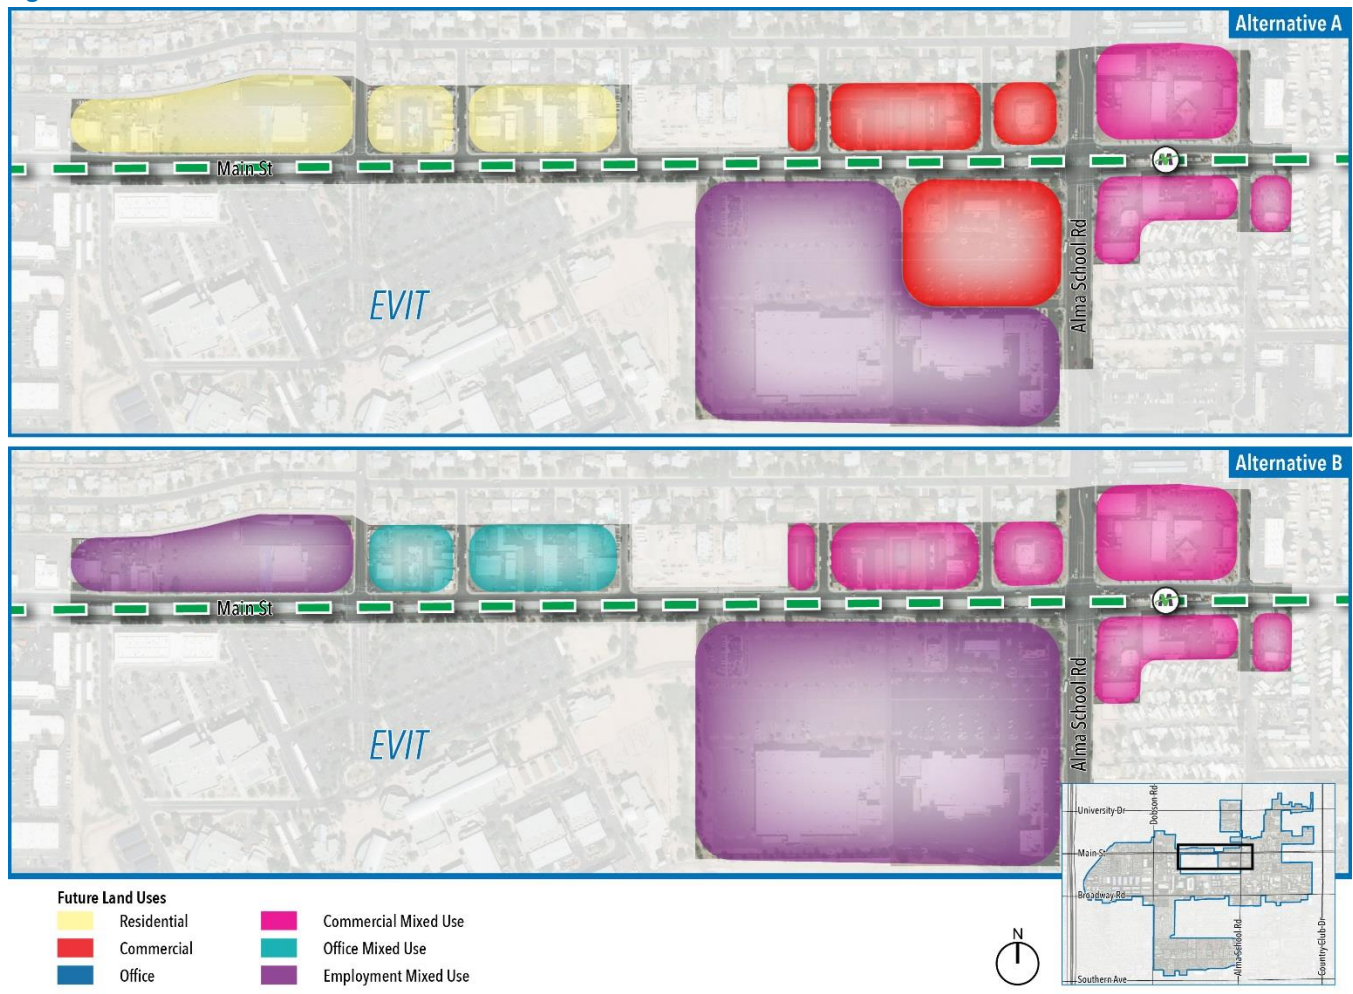 Alternative A
Main St
Alma School Rd
EVIT
Alternative B
Main St
Alma School Rd
EVIT
University Dr
Dobson Rd
Main St
Broadway Rd
Alma School Rd
Country Club Dr
Southern Ave
Future Land Uses
Residential
Commercial
Office
Commercial Mixed Use
Office Mixed Use
Employment Mixed Use
N